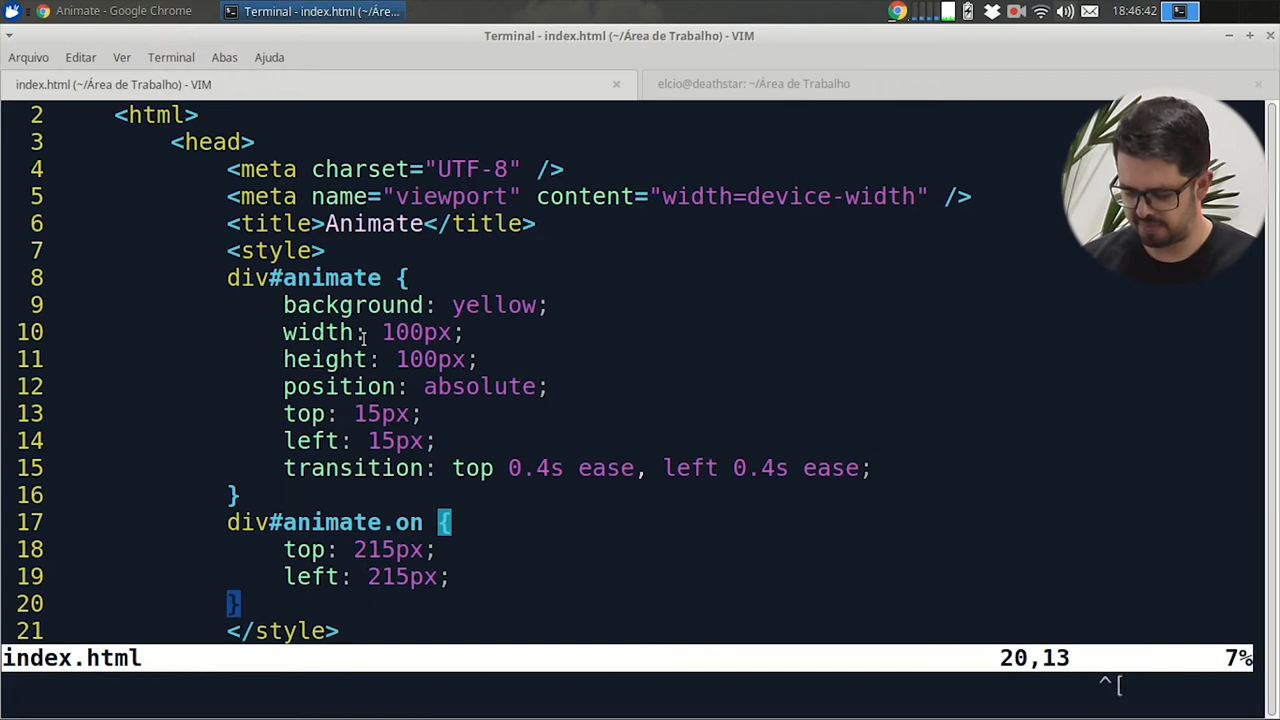 Animate - Google Chrome
Terminal - index.html (~/Áre...
18:46:42
Terminal - index.html (~/Área de Trabalho) - VIM
Arquivo Editar Ver Terminal Abas Ajuda
index.html (~/Área de Trabalho) - VIM
elcio@deathstar: ~/Área de Trabalho
2 <html>
3 <head>
4 <meta charset="UTF-8" />
5 <meta name="viewport" content="width=device-width" />
6 <title>Animate</title>
7 <style>
8 div#animate {
9 background: yellow;
10 width: 100px;
11 height: 100px;
12 position: absolute;
13 top: 15px;
14 left: 15px;
15 transition: top 0.4s ease, left 0.4s ease;
16 }
17 div#animate.on {
18 top: 215px;
19 left: 215px;
20 }
21 </style>
index.html 20,13 7%
^[